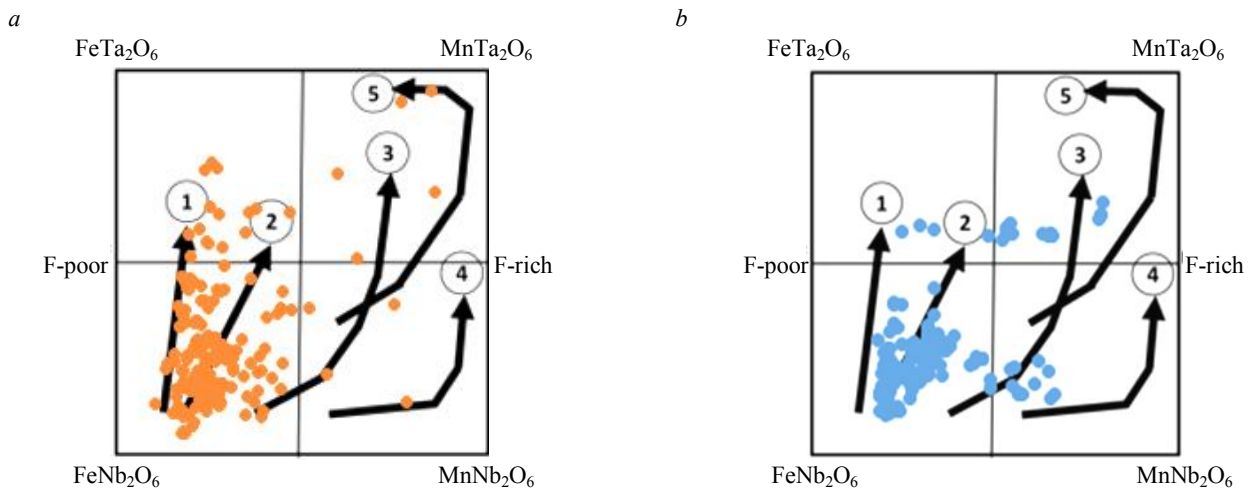 a
FeTa₂O₆ MnTa₂O₆
5
3
1
2
F-poor F-rich
4
FeNb₂O₆ MnNb₂O₆
b
FeTa₂O₆ MnTa₂O₆
5
3
1
2
F-poor F-rich
4
FeNb₂O₆ MnNb₂O₆